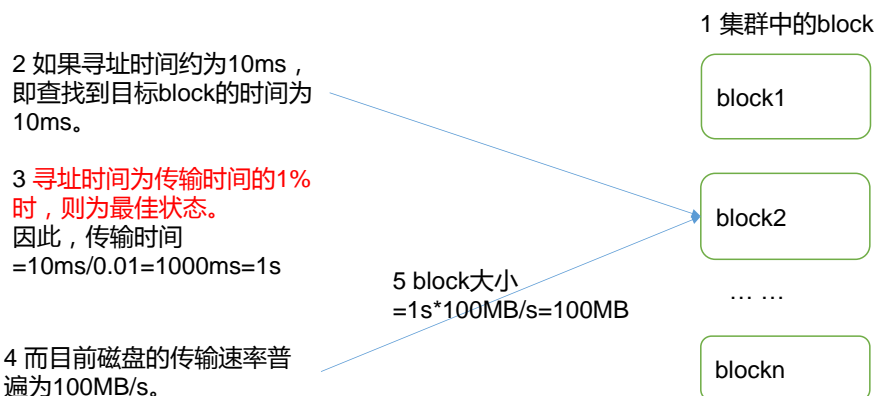 1 集群中的block
2 如果寻址时间约为10ms，
即查找到目标block的时间为
10ms。
block1
3 寻址时间为传输时间的1%
时，则为最佳状态。
因此，传输时间
=10ms/0.01=1000ms=1s
block2
5 block大小
=1s*100MB/s=100MB
… …
4 而目前磁盘的传输速率普
遍为100MB/s。
blockn